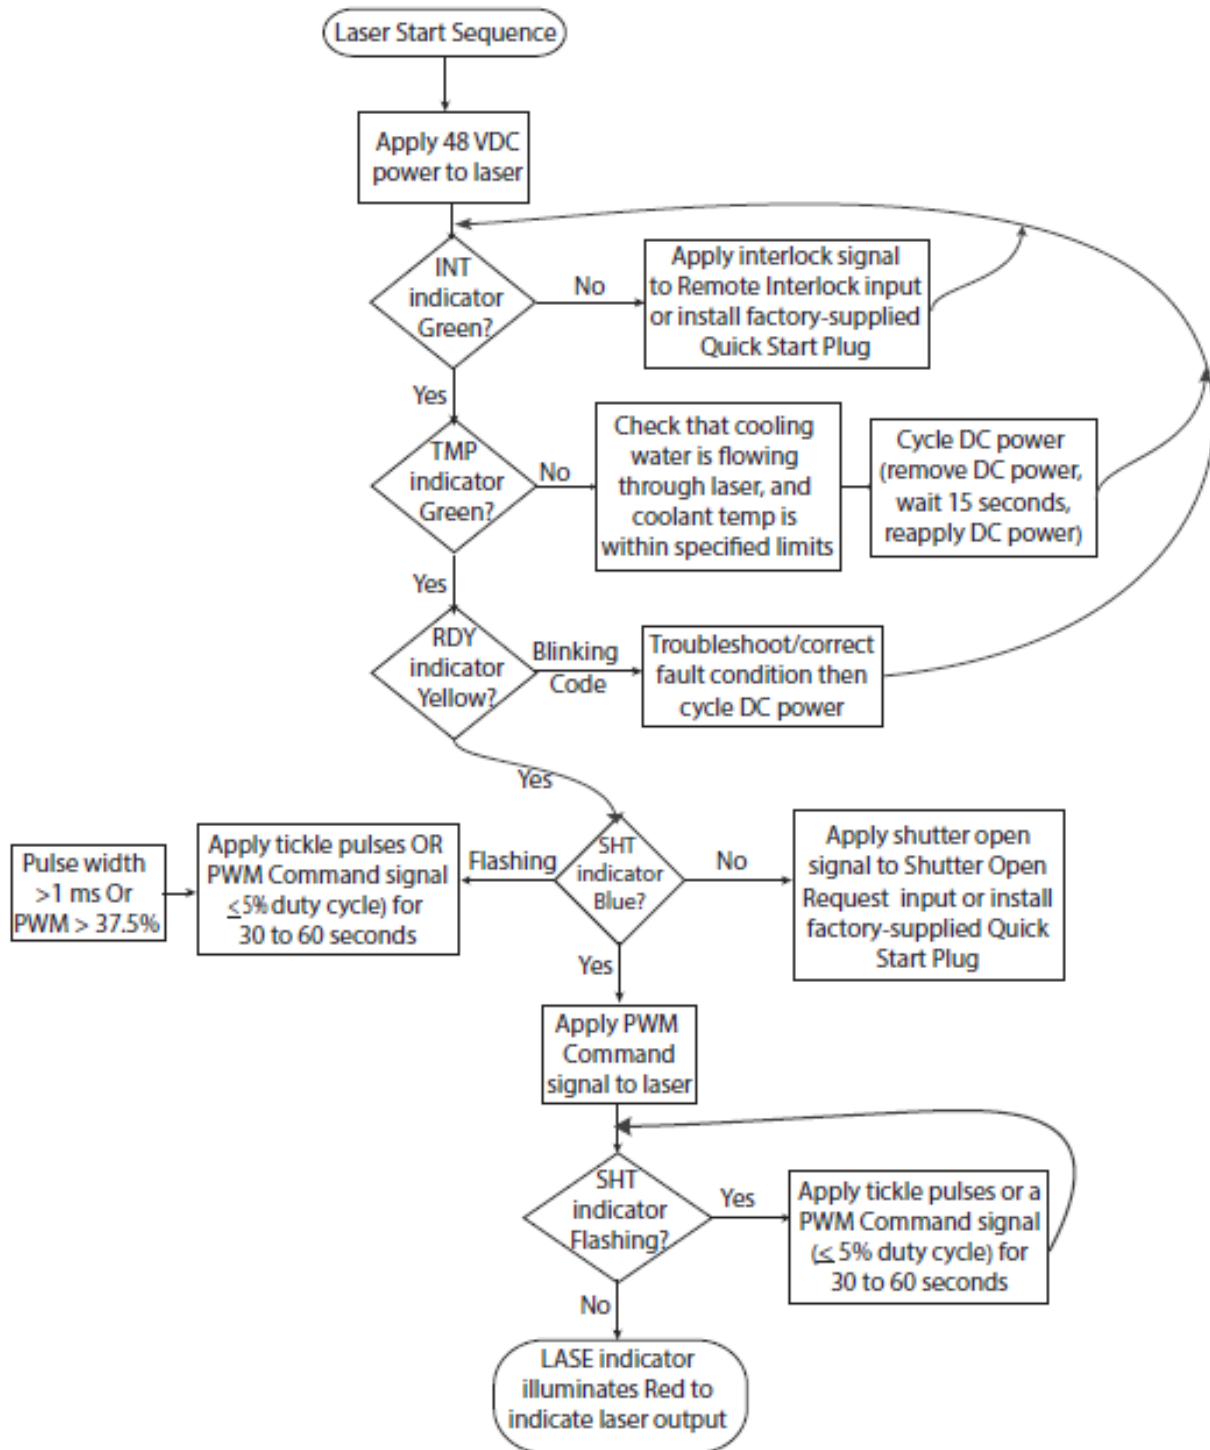 Laser Start Sequence
Apply 48 VDC
power to laser
INT
indicator
Green?
No
Apply interlock signal
to Remote Interlock input
or install factory-supplied
Quick Start Plug
Yes
TMP
indicator
Green?
No
Check that cooling
water is flowing
through laser, and
coolant temp is
within specified limits
Cycle DC power
(remove DC power,
wait 15 seconds,
reapply DC power)
Yes
RDY
indicator
Yellow?
Blinking
Code
Troubleshoot/correct
fault condition then
cycle DC power
Yes
Pulse width
>1 ms Or
PWM > 37.5%
Apply tickle pulses OR
PWM Command signal
≤5% duty cycle) for
30 to 60 seconds
Flashing
SHT
indicator
Blue?
No
Apply shutter open
signal to Shutter Open
Request input or install
factory-supplied Quick
Start Plug
Yes
Apply PWM
Command
signal to laser
SHT
indicator
Flashing?
Yes
Apply tickle pulses or a
PWM Command signal
(≤ 5% duty cycle) for
30 to 60 seconds
No
LASE indicator
illuminates Red to
indicate laser output